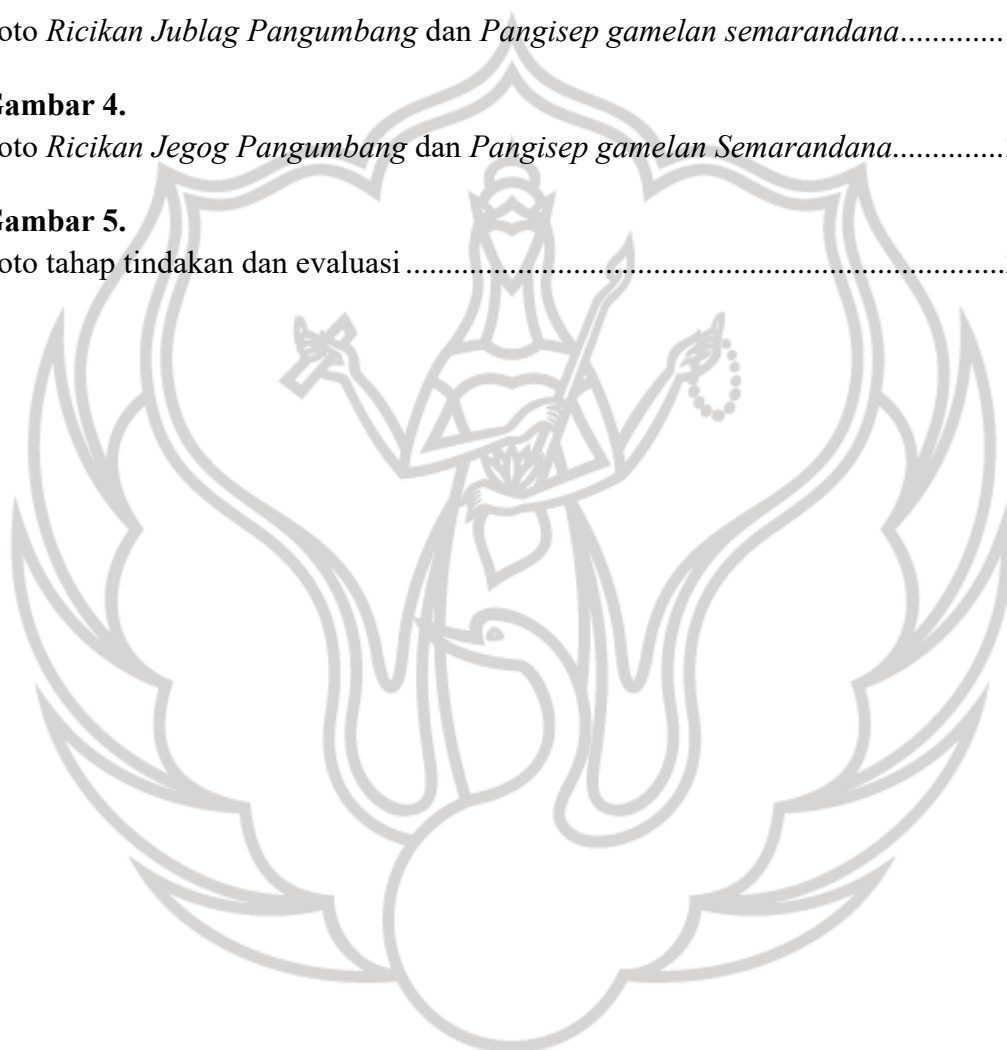 oto Ricikan Jublag Pangumbang dan Pangisep gamelan semarandana.............
Gambar 4.
oto Ricikan Jegog Pangumbang dan Pangisep gamelan Semarandana..............
Gambar 5.
oto tahap tindakan dan evaluasi..........................................................................